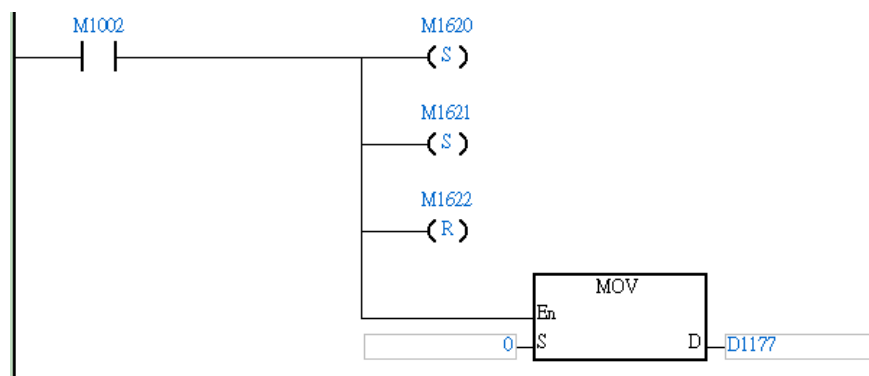 M1002
M1620
( S )
M1621
( S )
M1622
( R )
MOV
En
0 S D D1177